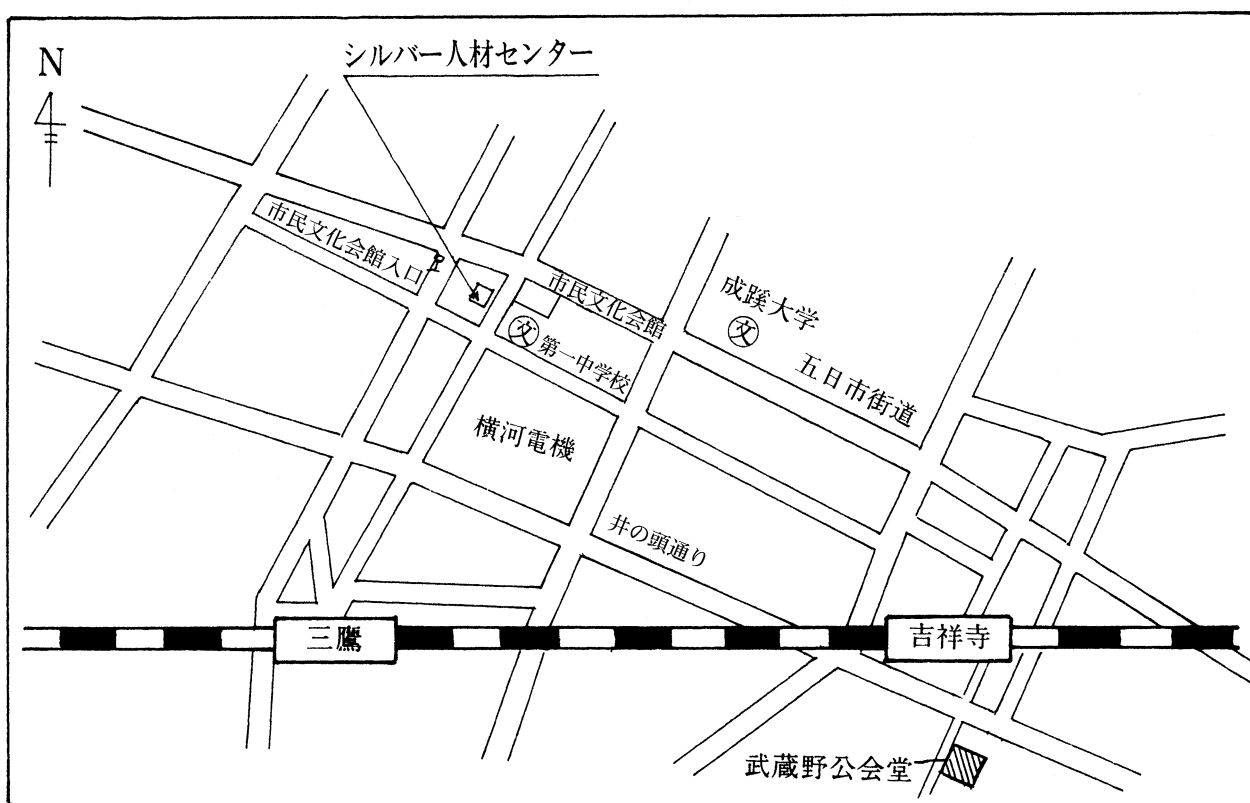 シルバー人材センター
N
市民文化会館入口
市民文化会館
成蹊大学
文
五日市街道
文
第一中学校
横河電機
井の頭通り
三鷹
吉祥寺
武蔵野公会堂